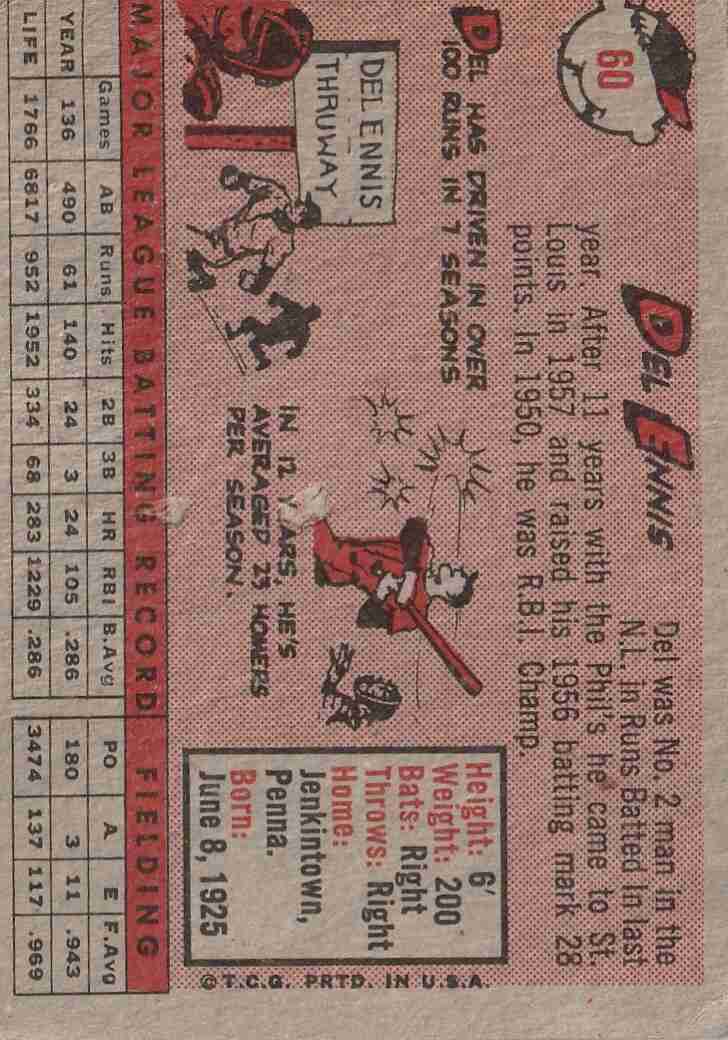 60
DEL ENNIS
Del was No. 2 man in the
N.L. in Runs Batted In last
year. After 11 years with the Phil's he came to St.
Louis in 1957 and raised his 1956 batting mark 28
points. In 1950, he was R.B.I. Champ.
DEL HAS DRIVEN IN OVER
100 RUNS IN 7 SEASONS
DEL ENNIS
-
THRUWAY
IN 12 YEARS, HE'S
AVERAGED 23 HOMERS
PER SEASON.
Height: 6'
Weight: 200
Bats: Right
Throws: Right
Home:
Jenkintown,
Penna.
Born:
June 8, 1925
©T.C.G. PRTD. IN U.S.A.
MAJOR LEAGUE BATTING RECORD FIELDING
Games AB Runs Hits 2B 3B HR RBI B.Avg PO A E F.Avg
YEAR 136 490 61 140 24 3 24 105 .286 180 3 11 .943
LIFE 1766 6817 952 1952 334 68 283 1229 .286 3474 137 117 .969